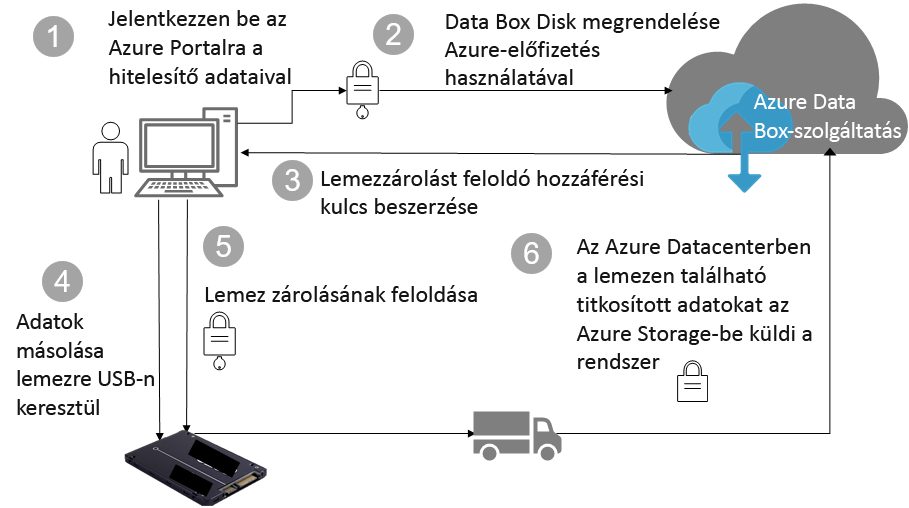 1
Jelentkezzen be az
Azure Portalra a
hitelesítő adataival
2
Data Box Disk megrendelése
Azure-előfizetés
használatával
Azure Data
Box-szolgáltatás
3
Lemezzárolást feloldó hozzáférési
kulcs beszerzése
4
Adatok
másolása
lemezre USB-n
keresztül
5
Lemez zárolásának feloldása
6
Az Azure Datacenterben
a lemezen található
titkosított adatokat az
Azure Storage-be küldi a
rendszer